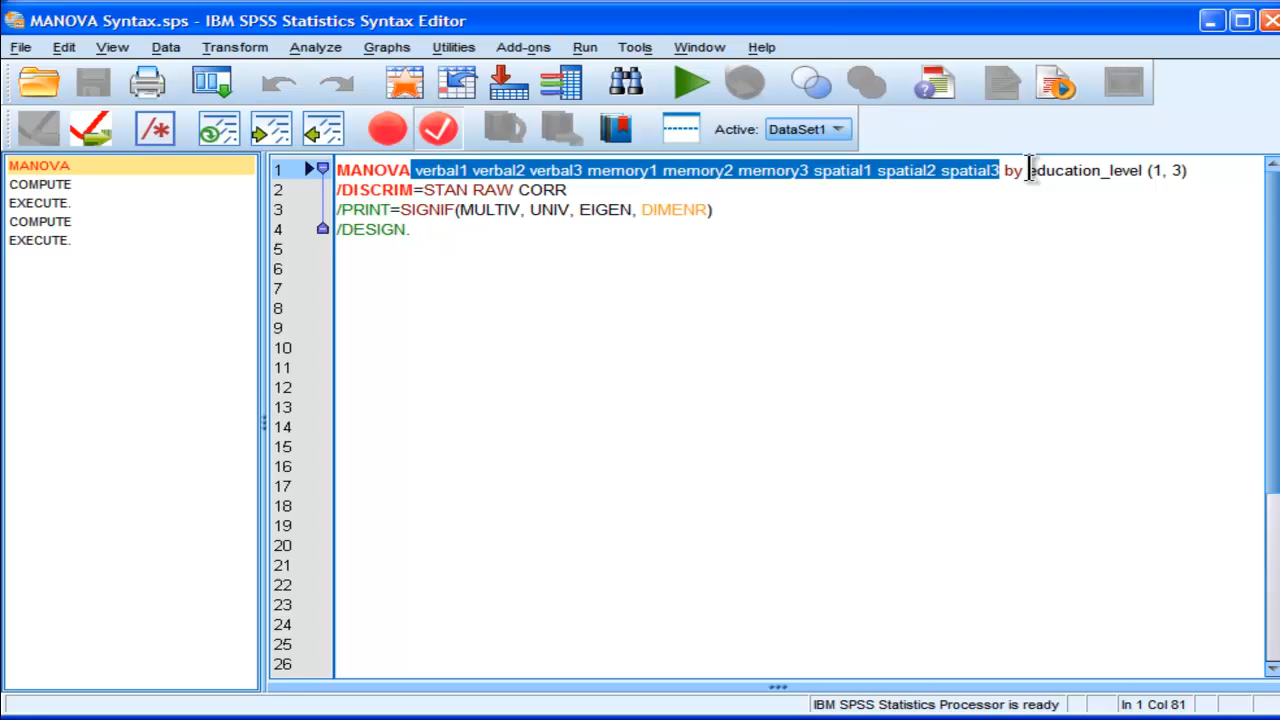 MANOVA Syntax.sps - IBM SPSS Statistics Syntax Editor
File Edit View Data Transform Analyze Graphs Utilities Add-ons Run Tools Window Help
Active: DataSet1
MANOVA
COMPUTE
EXECUTE.
COMPUTE
EXECUTE.
1 MANOVA verbal1 verbal2 verbal3 memory1 memory2 memory3 spatial1 spatial2 spatial3 by education_level (1, 3)
2 /DISCRIM=STAN RAW CORR
3 /PRINT=SIGNIF(MULTIV, UNIV, EIGEN, DIMENR)
4 /DESIGN.
5
6
7
8
9
10
11
12
13
14
15
16
17
18
19
20
21
22
23
24
25
26
IBM SPSS Statistics Processor is ready In 1 Col 81